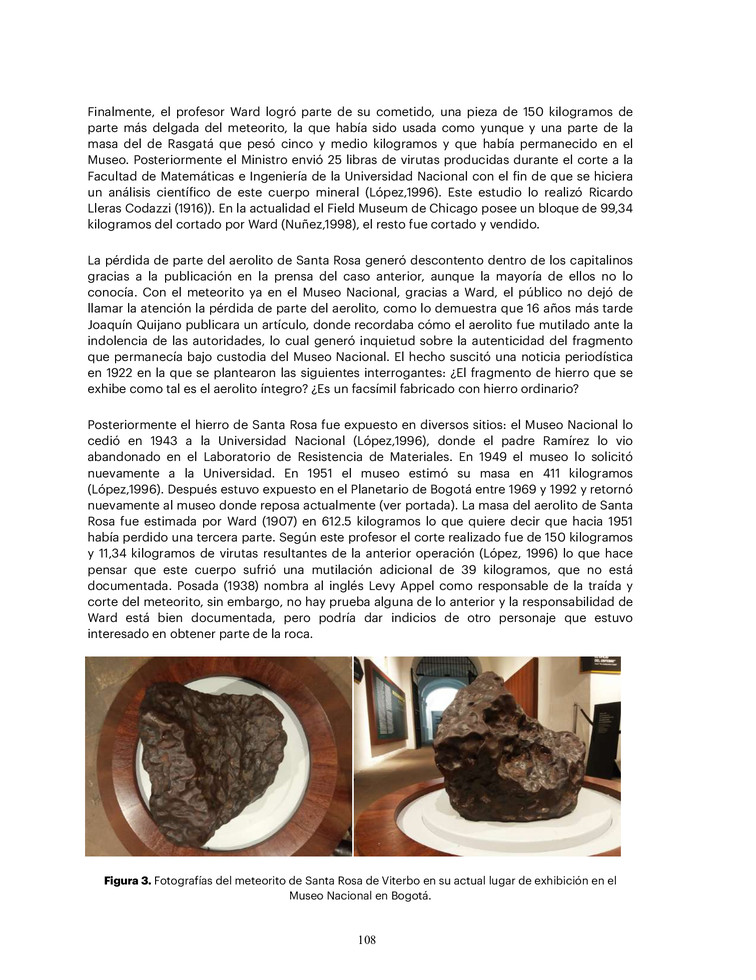 Finalmente, el profesor Ward logró parte de su cometido, una pieza de 150 kilogramos de
parte más delgada del meteorito, la que había sido usada como yunque y una parte de la
masa del de Rasgatá que pesó cinco y medio kilogramos y que había permanecido en el
Museo. Posteriormente el Ministro envió 25 libras de virutas producidas durante el corte a la
Facultad de Matemáticas e Ingeniería de la Universidad Nacional con el fin de que se hiciera
un análisis científico de este cuerpo mineral (López,1996). Este estudio lo realizó Ricardo
Lleras Codazzi (1916)). En la actualidad el Field Museum de Chicago posee un bloque de 99,34
kilogramos del cortado por Ward (Nuñez,1998), el resto fue cortado y vendido.
La pérdida de parte del aerolito de Santa Rosa generó descontento dentro de los capitalinos
gracias a la publicación en la prensa del caso anterior, aunque la mayoría de ellos no lo
conocía. Con el meteorito ya en el Museo Nacional, gracias a Ward, el público no dejó de
llamar la atención la pérdida de parte del aerolito, como lo demuestra que 16 años más tarde
Joaquín Quijano publicara un artículo, donde recordaba cómo el aerolito fue mutilado ante la
indolencia de las autoridades, lo cual generó inquietud sobre la autenticidad del fragmento
que permanecía bajo custodia del Museo Nacional. El hecho suscitó una noticia periodística
en 1922 en la que se plantearon las siguientes interrogantes: ¿El fragmento de hierro que se
exhibe como tal es el aerolito íntegro? ¿Es un facsímil fabricado con hierro ordinario?
Posteriormente el hierro de Santa Rosa fue expuesto en diversos sitios: el Museo Nacional lo
cedió en 1943 a la Universidad Nacional (López,1996), donde el padre Ramírez lo vio
abandonado en el Laboratorio de Resistencia de Materiales. En 1949 el museo lo solicitó
nuevamente a la Universidad. En 1951 el museo estimó su masa en 411 kilogramos
(López,1996). Después estuvo expuesto en el Planetario de Bogotá entre 1969 y 1992 y retornó
nuevamente al museo donde reposa actualmente (ver portada). La masa del aerolito de Santa
Rosa fue estimada por Ward (1907) en 612.5 kilogramos lo que quiere decir que hacia 1951
había perdido una tercera parte. Según este profesor el corte realizado fue de 150 kilogramos
y 11,34 kilogramos de virutas resultantes de la anterior operación (López, 1996) lo que hace
pensar que este cuerpo sufrió una mutilación adicional de 39 kilogramos, que no está
documentada. Posada (1938) nombra al inglés Levy Appel como responsable de la traída y
corte del meteorito, sin embargo, no hay prueba alguna de lo anterior y la responsabilidad de
Ward está bien documentada, pero podría dar indicios de otro personaje que estuvo
interesado en obtener parte de la roca.
Figura 3. Fotografías del meteorito de Santa Rosa de Viterbo en su actual lugar de exhibición en el
Museo Nacional en Bogotá.
108